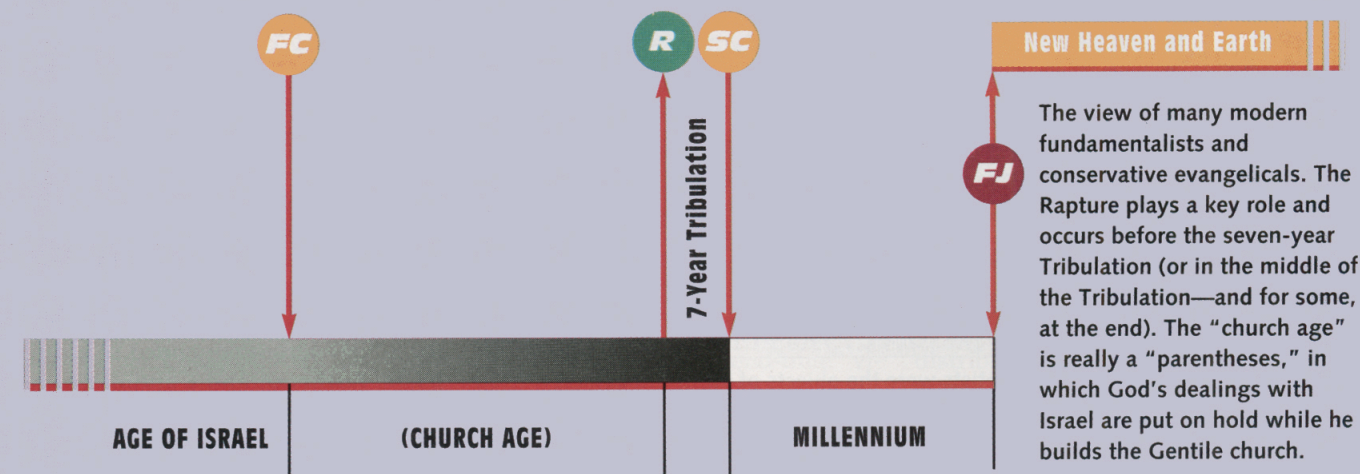 FC
R
SC
New Heaven and Earth
7-Year Tribulation
FJ
The view of many modern
fundamentalists and
conservative evangelicals. The
Rapture plays a key role and
occurs before the seven-year
Tribulation (or in the middle of
the Tribulation—and for some,
at the end). The “church age”
is really a “parentheses,” in
which God’s dealings with
Israel are put on hold while he
builds the Gentile church.
AGE OF ISRAEL
(CHURCH AGE)
MILLENNIUM